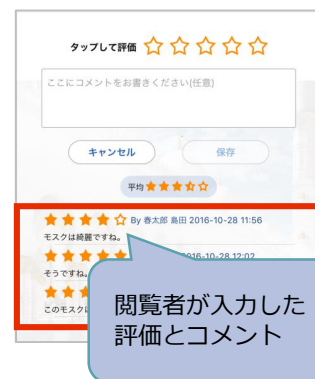 タップして評価
ここにコメントをお書きください(任意)
キャンセル
保存
平均
By 春太郎 島田 2016-10-28 11:56
モスクは綺麗ですね。
2016-10-28 12:02
そうですね。
このモスクは
閲覧者が入力した
評価とコメント